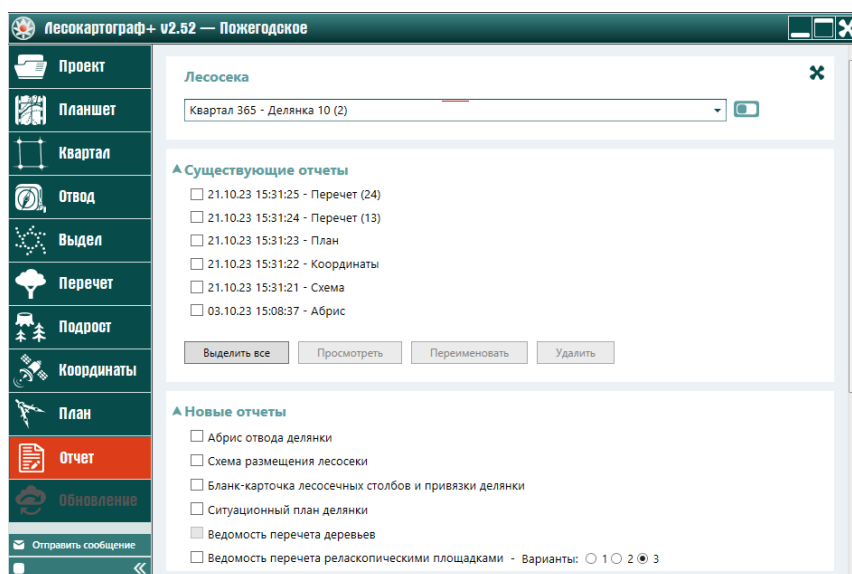 Лесокартограф+ v2.52 — Пожегодское
Проект
Планшет
Квартал
Отвод
Выдел
Перечет
Подрост
Координаты
План
Отчет
Обновление
Отправить сообщение
Лесосека
Квартал 365 - Делянка 10 (2)
Существующие отчеты
21.10.23 15:31:25 - Перечет (24)
21.10.23 15:31:24 - Перечет (13)
21.10.23 15:31:23 - План
21.10.23 15:31:22 - Координаты
21.10.23 15:31:21 - Схема
03.10.23 15:08:37 - Абрис
Выделить все Просмотреть Переименовать Удалить
Новые отчеты
Абрис отвода делянки
Схема размещения лесосеки
Бланк-карточка лесосечных столбов и привязки делянки
Ситуационный план делянки
Ведомость перечета деревьев
Ведомость перечета реласкопическими площадками - Варианты: 1 2 3